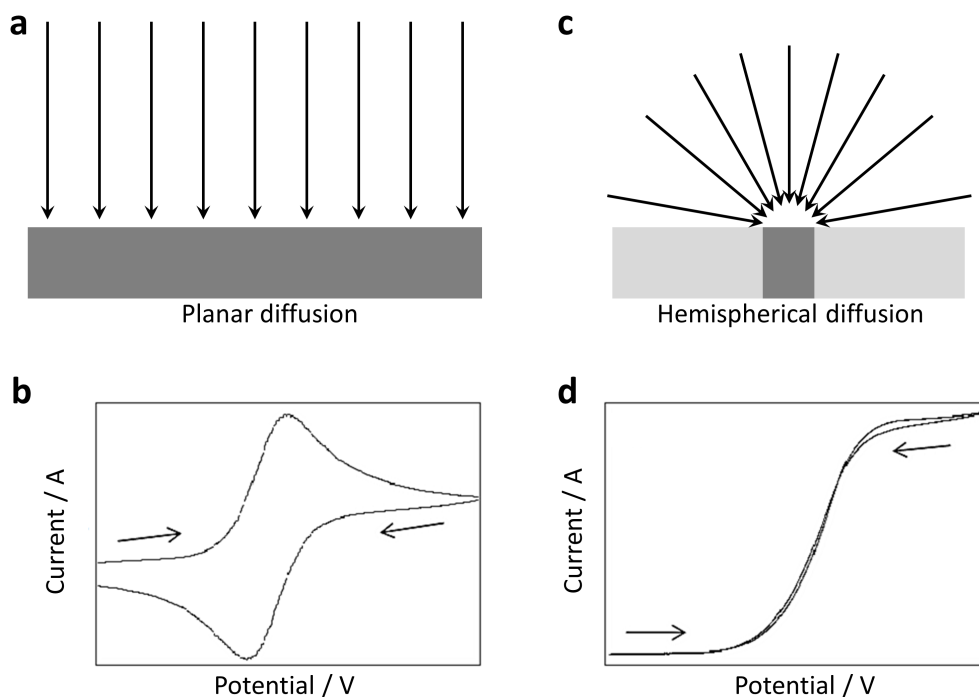 a
Planar diffusion
b
Current / A
Potential / V
c
Hemispherical diffusion
d
Current / A
Potential / V